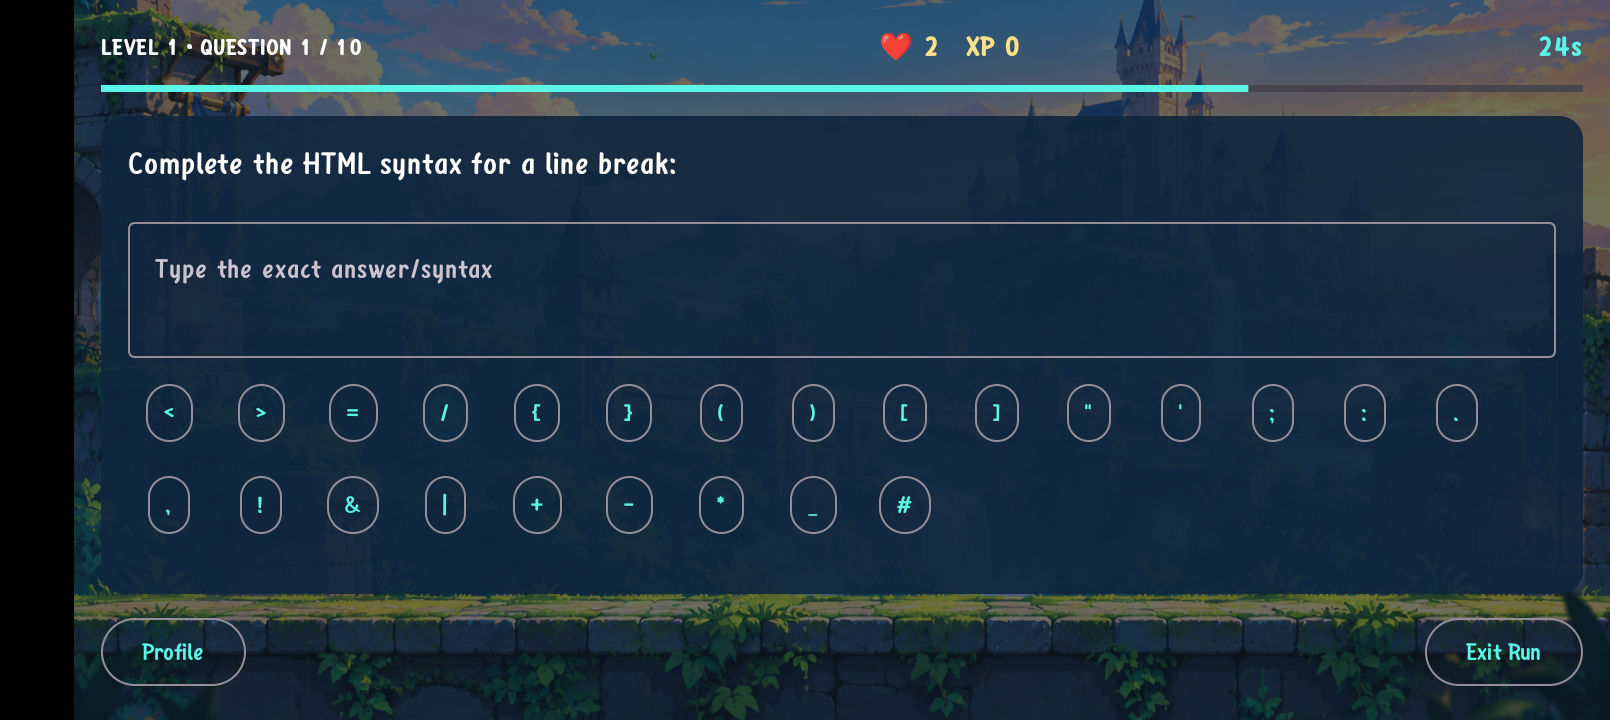 LEVEL 1 • QUESTION 1 / 10
❤️ 2 XP 0
24s
Complete the HTML syntax for a line break:
Type the exact answer/syntax
< > = / { } ( ) [ ] " ' ; : .
, ! & | + - * _ #
Profile
Exit Run